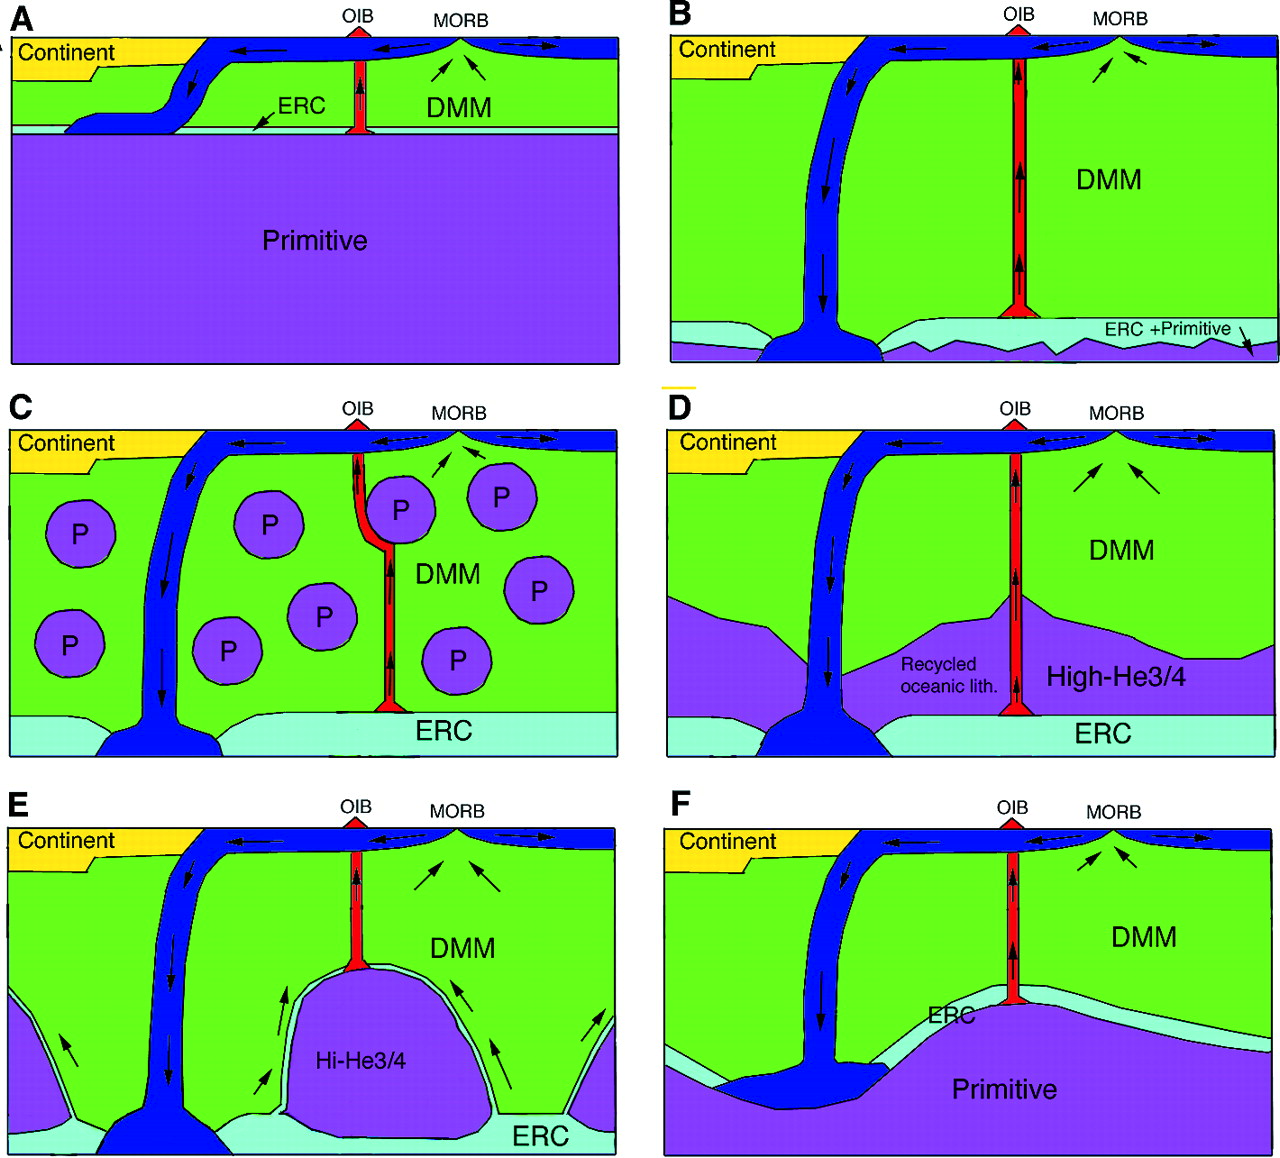 A
OIB
MORB
Continent
ERC
DMM
Primitive
B
OIB
MORB
Continent
DMM
ERC +Primitive
C
OIB
MORB
Continent
P
P
P
P
P
P
P
P
P
DMM
ERC
D
OIB
MORB
Continent
DMM
Recycled
oceanic lith.
High-He3/4
ERC
E
OIB
MORB
Continent
DMM
Hi-He3/4
ERC
F
OIB
MORB
Continent
DMM
ERC
Primitive